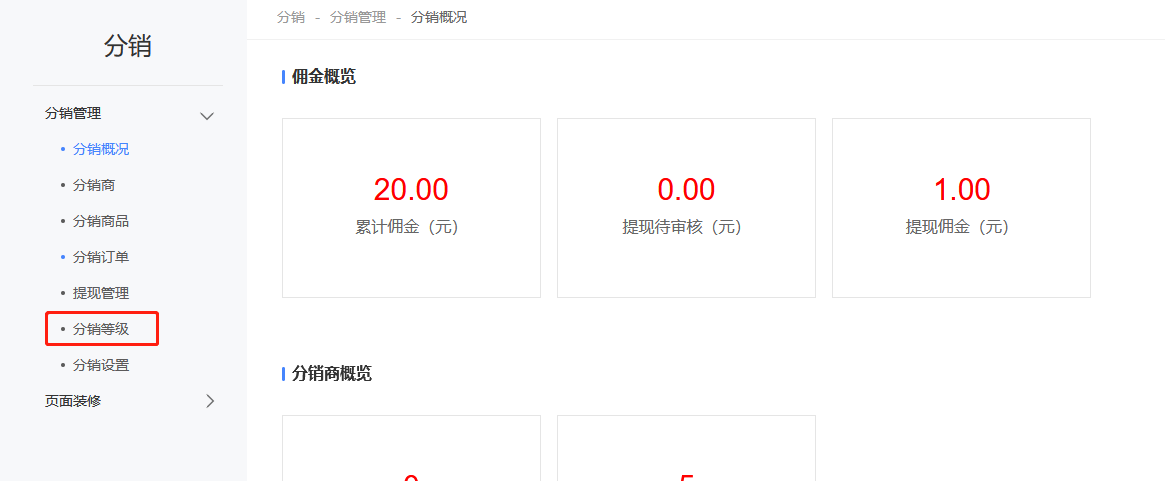 分销
分销管理
分销概况
分销商
分销商品
分销订单
提现管理
分销等级
分销设置
页面装修
分销 - 分销管理 - 分销概况
佣金概览
20.00
累计佣金（元）
0.00
提现待审核（元）
1.00
提现佣金（元）
分销商概览